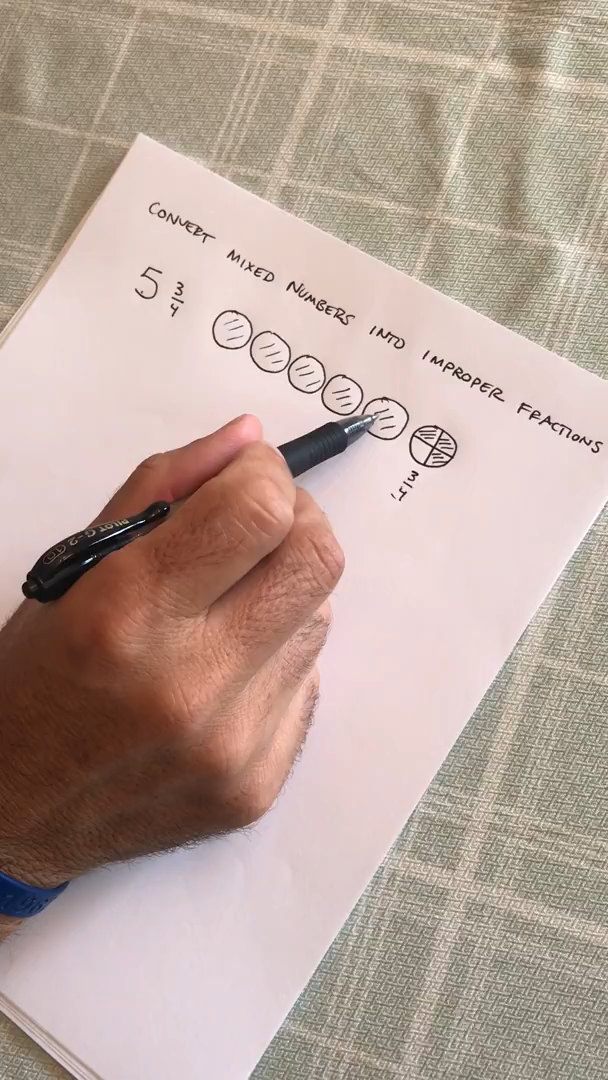 CONVERT MIXED NUMBERS INTO IMPROPER FRACTIONS
5 3/4
3/4
PILOT G-2